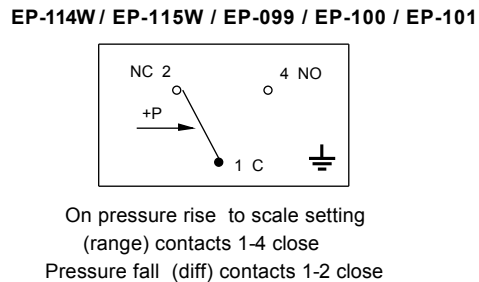 EP-114W / EP-115W / EP-099 / EP-100 / EP-101
NC 2
4 NO
+P
1 C
On pressure rise to scale setting
(range) contacts 1-4 close
Pressure fall (diff) contacts 1-2 close